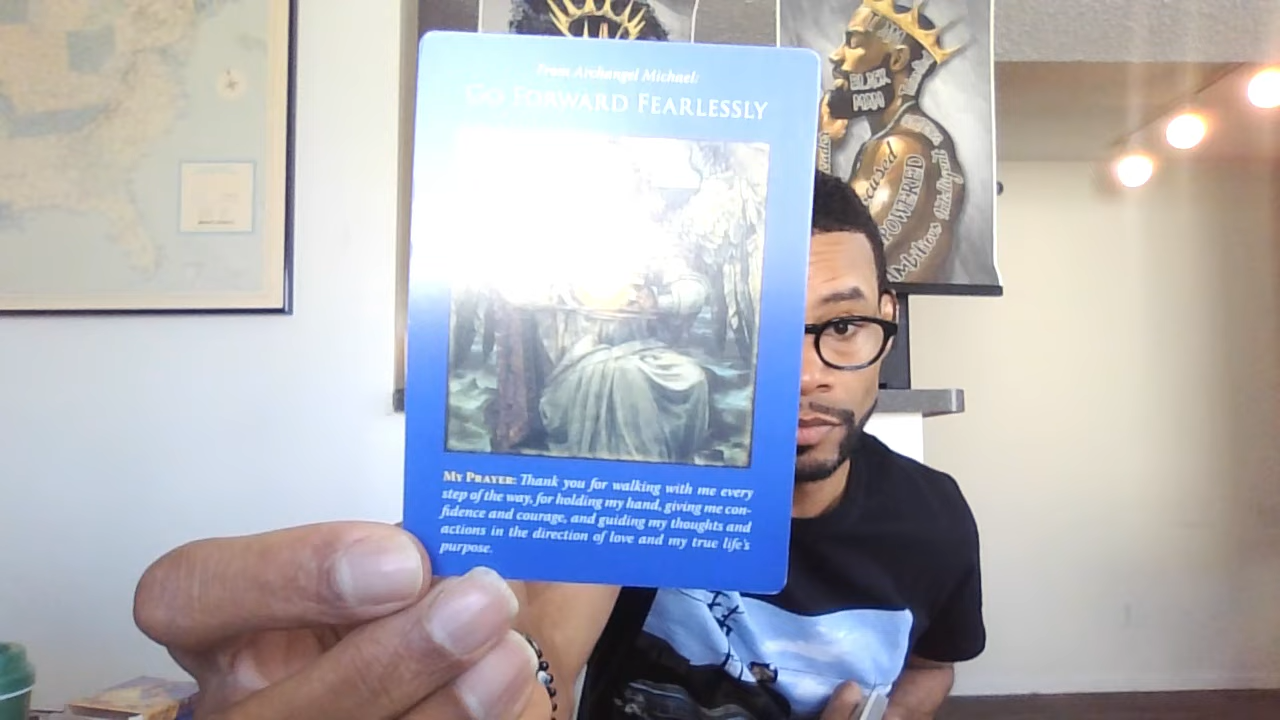 From Archangel Michael:
GO FORWARD FEARLESSLY
MY PRAYER: Thank you for walking with me every
step of the way, for holding my hand, giving me con-
fidence and courage, and guiding my thoughts and
actions in the direction of love and my true life's
purpose.
BLACK
MAN
POWERED
Ambitious
Intelligent